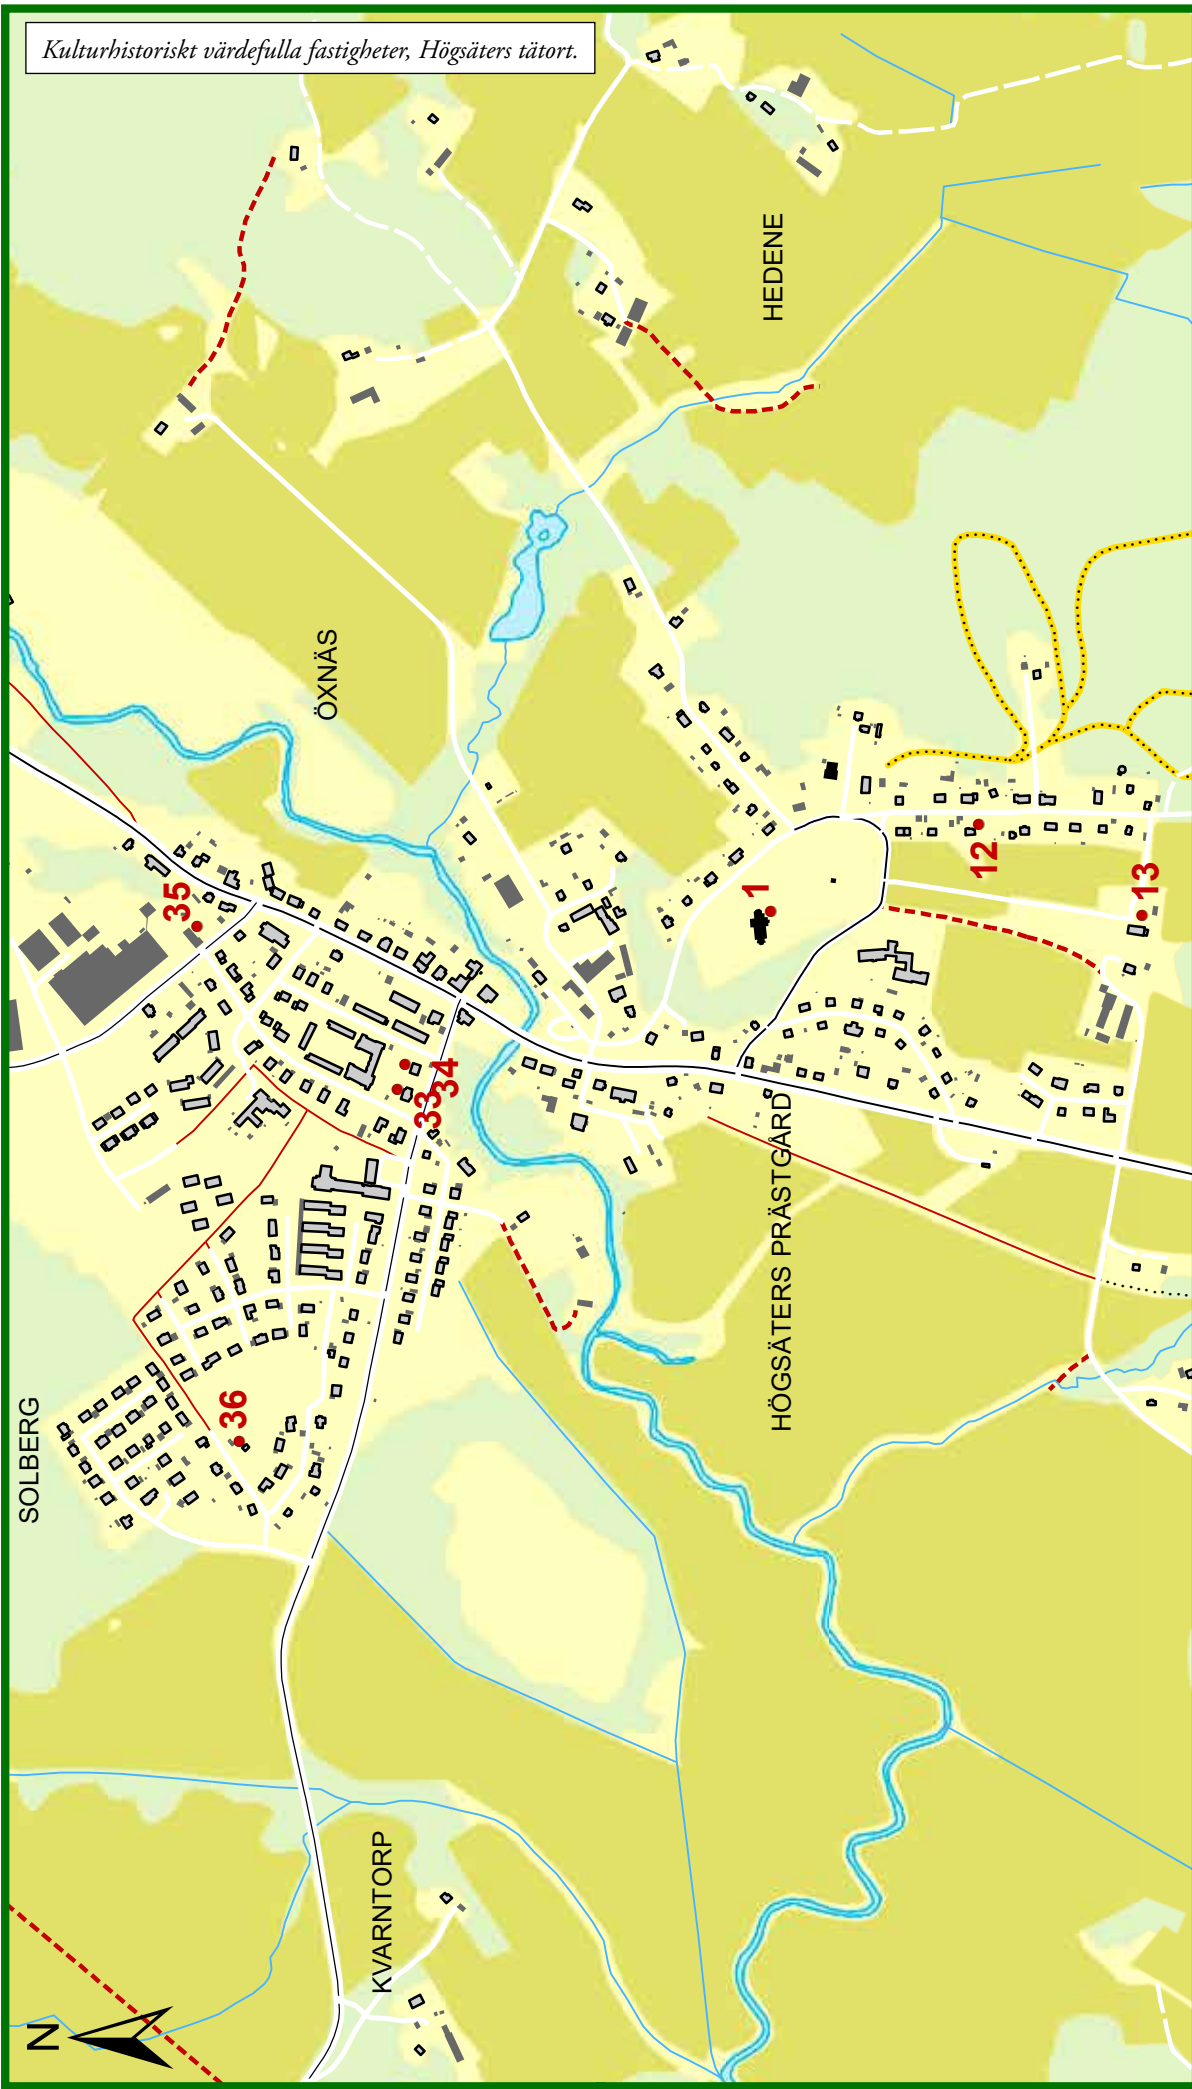 Kulturhistoriskt värdefulla fastigheter, Högsäters tätort.
HEDENE
ÖXNÄS
35
12
1
13
34
33
HÖGSÄTERS PRÄSTGÅRD
36
SOLBERG
KVARNTORP
N